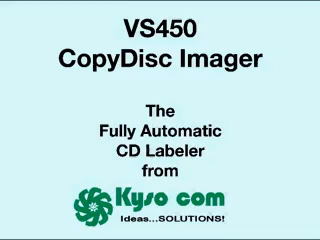 VS450
CopyDisc Imager
The
Fully Automatic
CD Labeler
from
Kyso com
Ideas...SOLUTIONS!